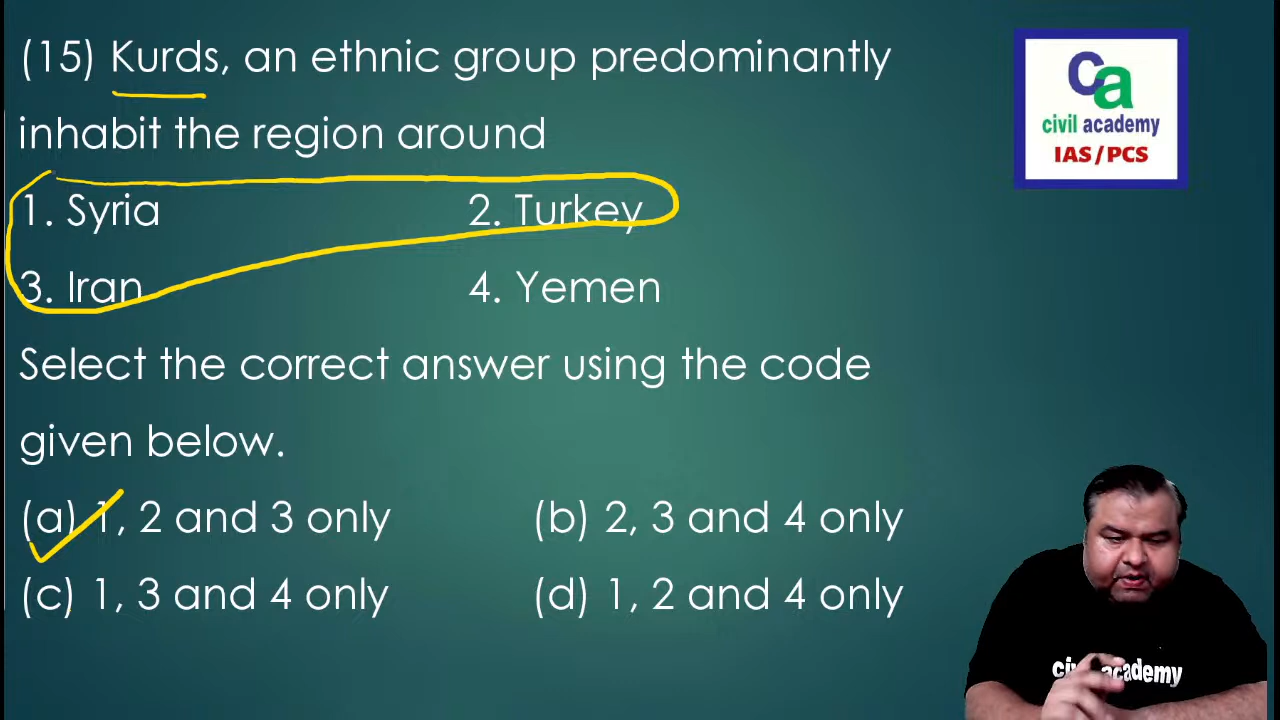 (15) Kurds, an ethnic group predominantly
inhabit the region around
1. Syria 2. Turkey
3. Iran 4. Yemen
Select the correct answer using the code
given below.
(a) 1, 2 and 3 only (b) 2, 3 and 4 only
(c) 1, 3 and 4 only (d) 1, 2 and 4 only
ca
civil academy
IAS/PCS
civil academy